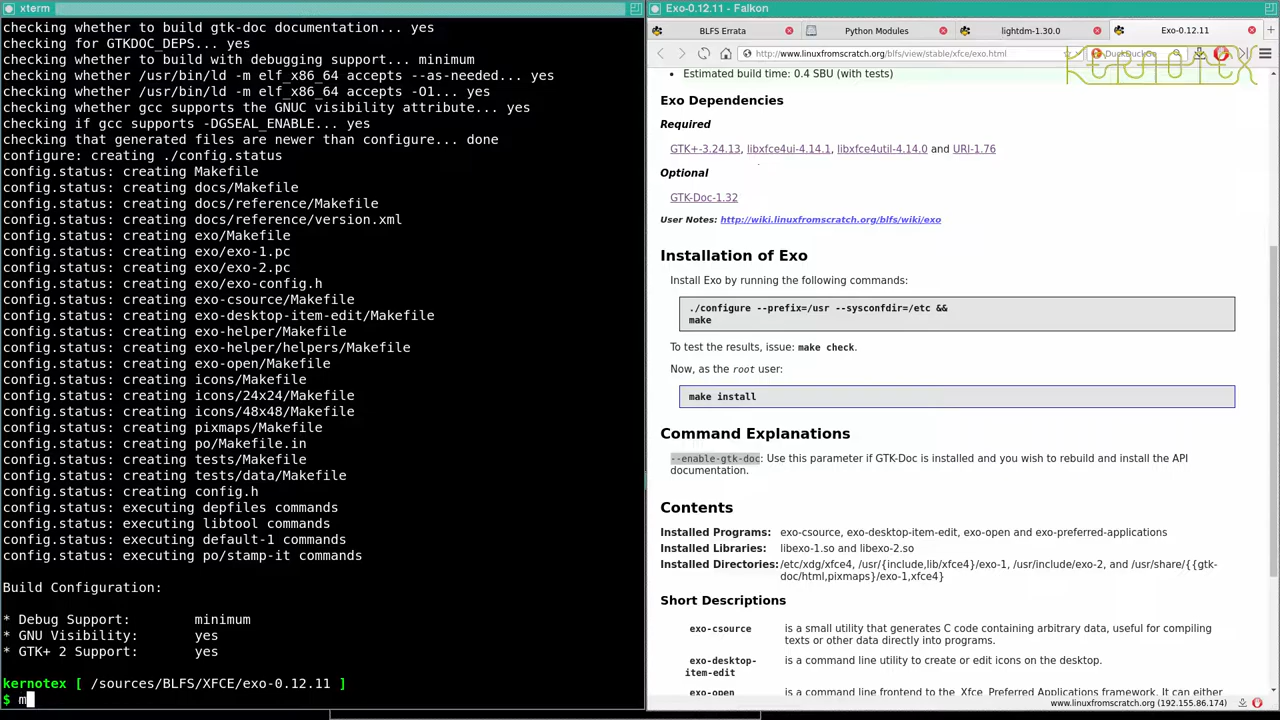 xterm
checking whether to build gtk-doc documentation... yes
checking for GTKDOC_DEPS... yes
checking whether to build with debugging support... minimum
checking whether /usr/bin/ld -m elf_x86_64 accepts --as-needed... yes
checking whether /usr/bin/ld -m elf_x86_64 accepts -O1... yes
checking whether gcc supports the GNUC visibility attribute... yes
checking if gcc supports -DGSEAL_ENABLE... yes
checking that generated files are newer than configure... done
configure: creating ./config.status
config.status: creating Makefile
config.status: creating docs/Makefile
config.status: creating docs/reference/Makefile
config.status: creating docs/reference/version.xml
config.status: creating exo/Makefile
config.status: creating exo/exo-1.pc
config.status: creating exo/exo-2.pc
config.status: creating exo/exo-config.h
config.status: creating exo-csource/Makefile
config.status: creating exo-desktop-item-edit/Makefile
config.status: creating exo-helper/Makefile
config.status: creating exo-helper/helpers/Makefile
config.status: creating exo-open/Makefile
config.status: creating icons/Makefile
config.status: creating icons/24x24/Makefile
config.status: creating icons/48x48/Makefile
config.status: creating pixmaps/Makefile
config.status: creating po/Makefile.in
config.status: creating tests/Makefile
config.status: creating tests/data/Makefile
config.status: creating config.h
config.status: executing depfiles commands
config.status: executing libtool commands
config.status: executing default-1 commands
config.status: executing po/stamp-it commands
Build Configuration:
* Debug Support: minimum
* GNU Visibility: yes
* GTK+ 2 Support: yes
kernotex [ /sources/BLFS/XFCE/exo-0.12.11 ]
$ m
Exo-0.12.11 - Falkon
BLFS Errata
Python Modules
lightdm-1.30.0
Exo-0.12.11
http://www.linuxfromscratch.org/blfs/view/stable/xfce/exo.html
DuckDuckGo
KERNOTEX
Estimated build time: 0.4 SBU (with tests)
Exo Dependencies
Required
GTK+-3.24.13, libxfce4ui-4.14.1, libxfce4util-4.14.0 and URI-1.76
Optional
GTK-Doc-1.32
User Notes: http://wiki.linuxfromscratch.org/blfs/wiki/exo
Installation of Exo
Install Exo by running the following commands:
./configure --prefix=/usr --sysconfdir=/etc &&
make
To test the results, issue: make check.
Now, as the root user:
make install
Command Explanations
--enable-gtk-doc: Use this parameter if GTK-Doc is installed and you wish to rebuild and install the API
documentation.
Contents
Installed Programs: exo-csource, exo-desktop-item-edit, exo-open and exo-preferred-applications
Installed Libraries: libexo-1.so and libexo-2.so
Installed Directories: /etc/xdg/xfce4, /usr/{include,lib/xfce4}/exo-1, /usr/include/exo-2, and /usr/share/{{gtk-
doc/html,pixmaps}/exo-1,xfce4}
Short Descriptions
exo-csource is a small utility that generates C code containing arbitrary data, useful for compiling
texts or other data directly into programs.
exo-desktop- is a command line utility to create or edit icons on the desktop.
item-edit
exo-open is a command line frontend to the Xfce Preferred Applications framework. It can either
www.linuxfromscratch.org (192.155.86.174)